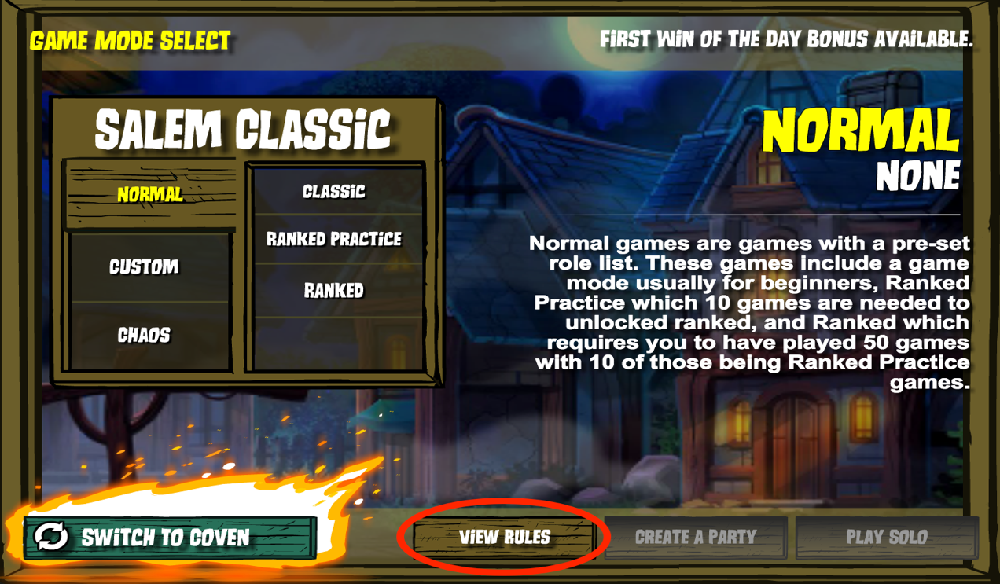 GAME MODE SELECT
FIRST WIN OF THE DAY BONUS AVAILABLE.
SALEM CLASSIC
NORMAL
CUSTOM
CHAOS
CLASSIC
RANKED PRACTICE
RANKED
NORMAL
NONE
Normal games are games with a pre-set
role list. These games include a game
mode usually for beginners, Ranked
Practice which 10 games are needed to
unlocked ranked, and Ranked which
requires you to have played 50 games
with 10 of those being Ranked Practice
games.
SWITCH TO COVEN
VIEW RULES
CREATE A PARTY
PLAY SOLO